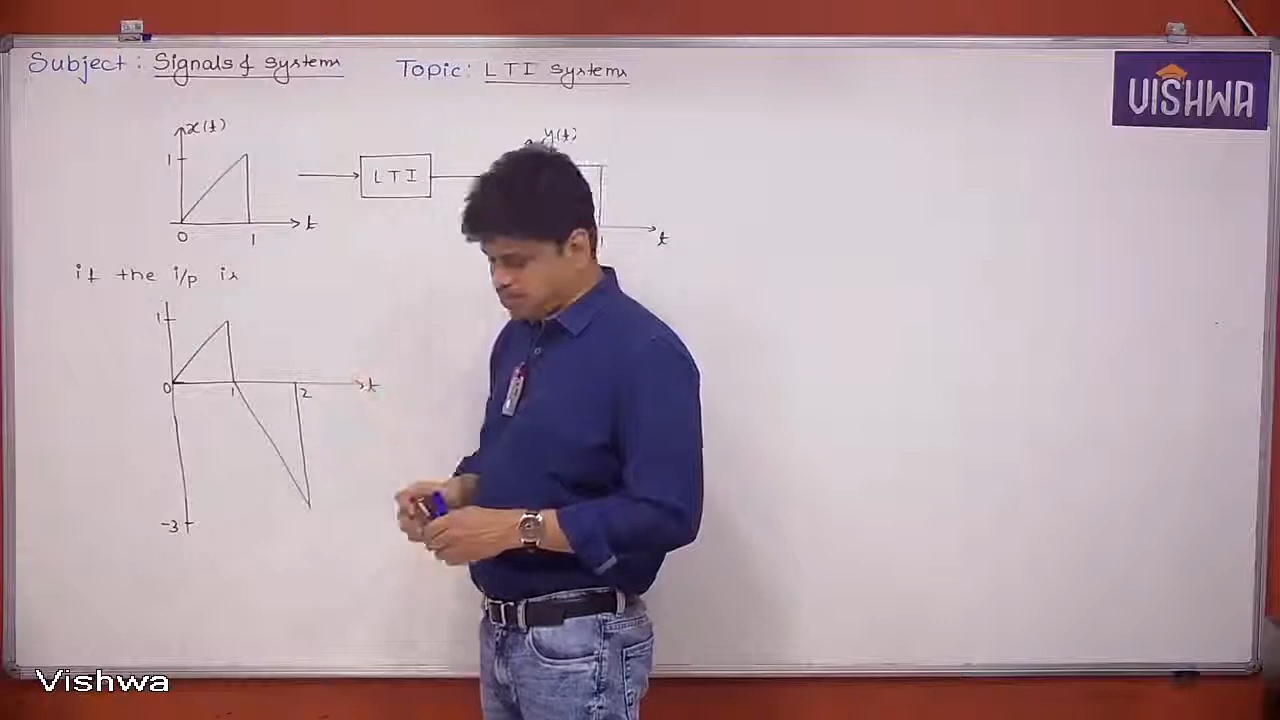 Subject: Signals & Systems Topic: LTI Systems
VISHWA
x(t)
y(t)
1
LTI
0 1 t
1 t
if the i/p is
1
0 1 2 t
-3
Vishwa